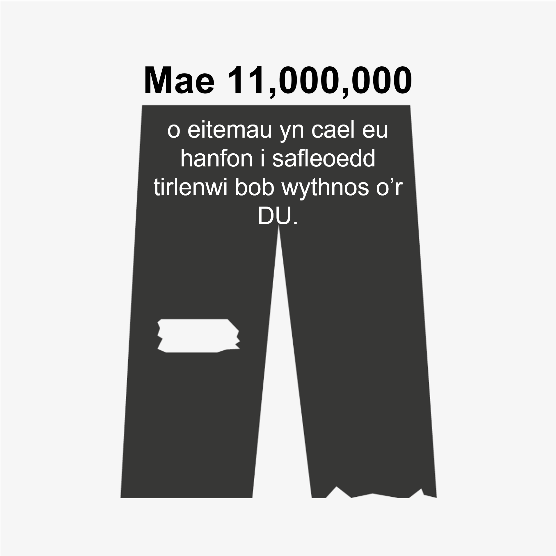 Mae 11,000,000
o eitemau yn cael eu
hanfon i safleoedd
tirlenwi bob wythnos o’r
DU.